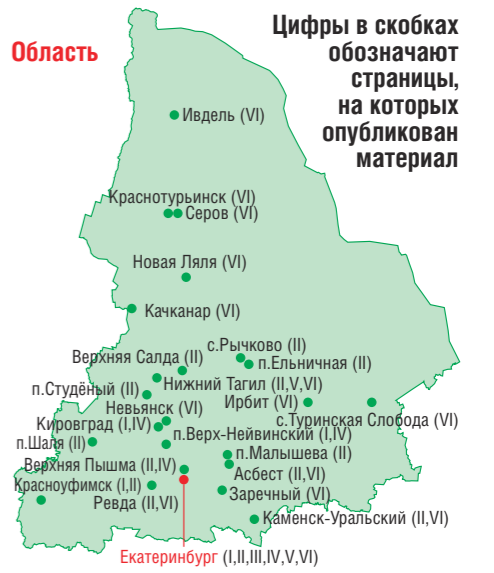 Область
Цифры в скобках
обозначают
страницы,
на которых
опубликован
материал
Ивдель (VI)
Краснотурьинск (VI)
Серов (VI)
Новая Ляля (VI)
Качканар (VI)
с.Рычково (II)
Верхняя Салда (II)
п.Ельничная (II)
п.Студёный (II)
Нижний Тагил (II,V,VI)
Невьянск (VI)
Ирбит (VI)
с.Туринская Слобода (VI)
Кировград (I,IV)
п.Верх-Нейвинский (I,IV)
п.Шаля (II)
п.Малышева (II)
Верхняя Пышма (II,IV)
Асбест (II,VI)
Красноуфимск (I,II)
Заречный (VI)
Ревда (II,VI)
Каменск-Уральский (II,VI)
Екатеринбург (I,II,III,IV,V,VI)